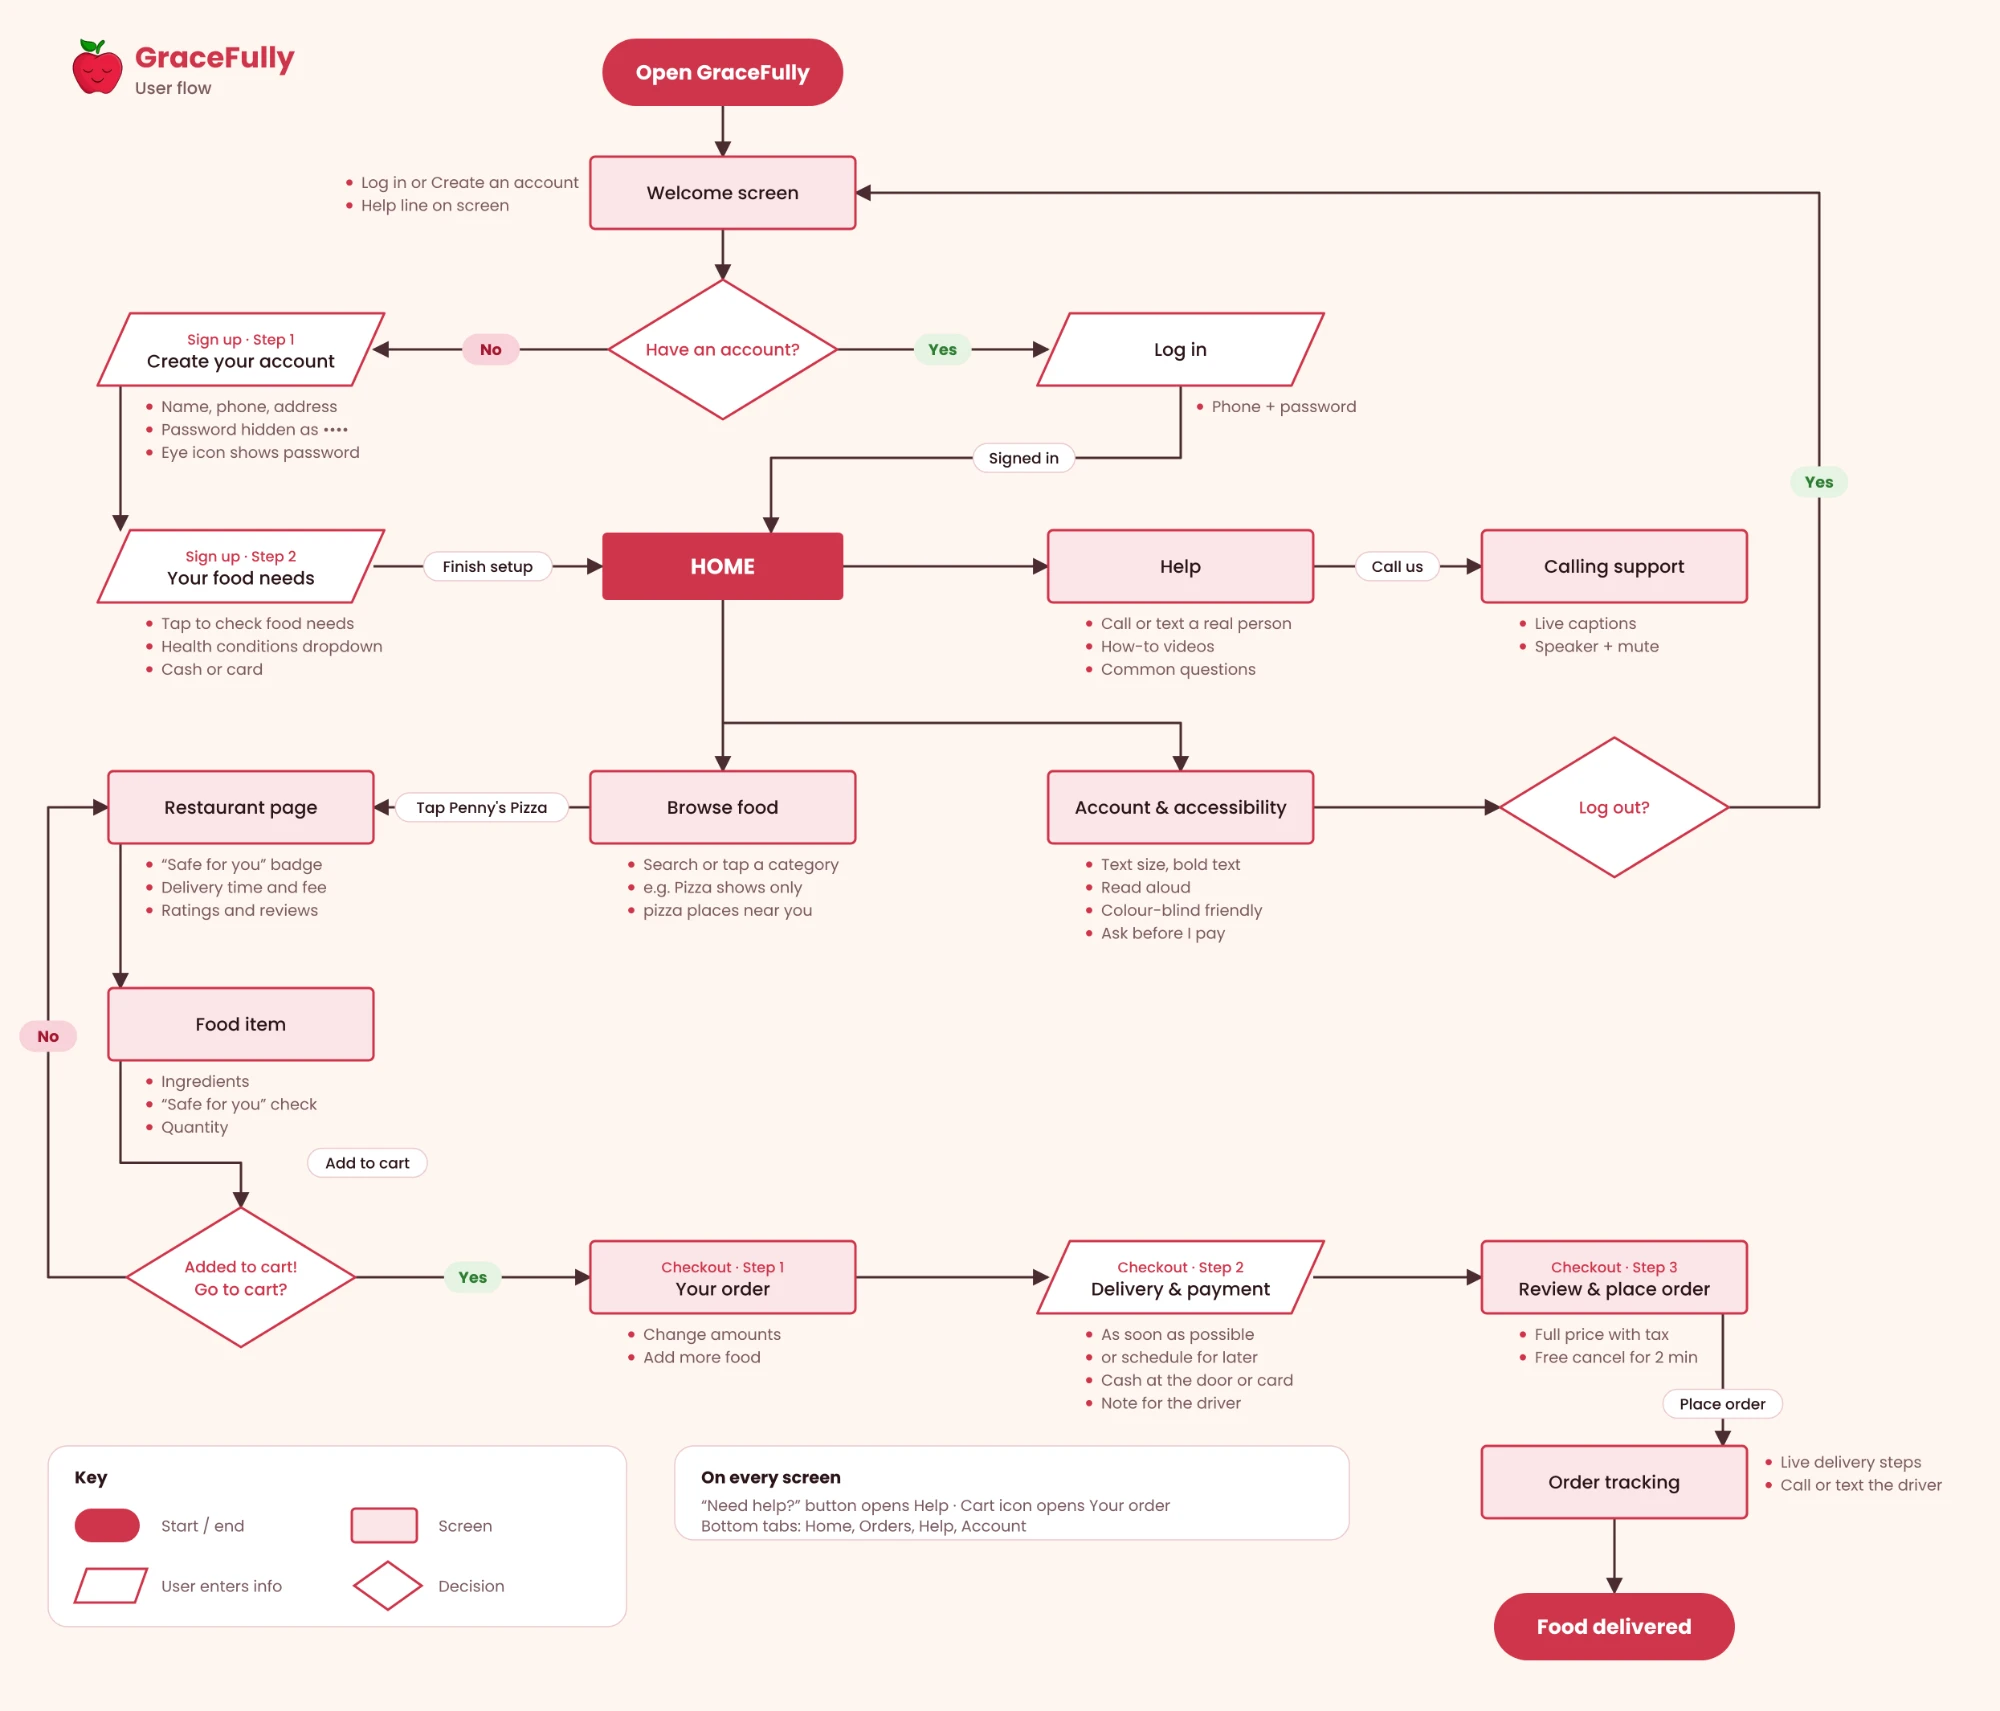 GraceFully
User flow
Open GraceFully
Log in or Create an account
Help line on screen
Welcome screen
Sign up · Step 1
Create your account
No
Have an account?
Yes
Log in
Name, phone, address
Password hidden as ••••
Eye icon shows password
Phone + password
Signed in
Yes
Sign up · Step 2
Your food needs
Finish setup
HOME
Help
Call us
Calling support
Tap to check food needs
Health conditions dropdown
Cash or card
Call or text a real person
How-to videos
Common questions
Live captions
Speaker + mute
Restaurant page
Tap Penny's Pizza
Browse food
Account & accessibility
Log out?
“Safe for you” badge
Delivery time and fee
Ratings and reviews
Search or tap a category
e.g. Pizza shows only
pizza places near you
Text size, bold text
Read aloud
Colour-blind friendly
Ask before I pay
No
Food item
Ingredients
“Safe for you” check
Quantity
Add to cart
Added to cart!
Go to cart?
Yes
Checkout · Step 1
Your order
Checkout · Step 2
Delivery & payment
Checkout · Step 3
Review & place order
Change amounts
Add more food
As soon as possible
or schedule for later
Cash at the door or card
Note for the driver
Full price with tax
Free cancel for 2 min
Place order
Order tracking
Live delivery steps
Call or text the driver
Food delivered
Key
Start / end
Screen
User enters info
Decision
On every screen
“Need help?” button opens Help · Cart icon opens Your order
Bottom tabs: Home, Orders, Help, Account